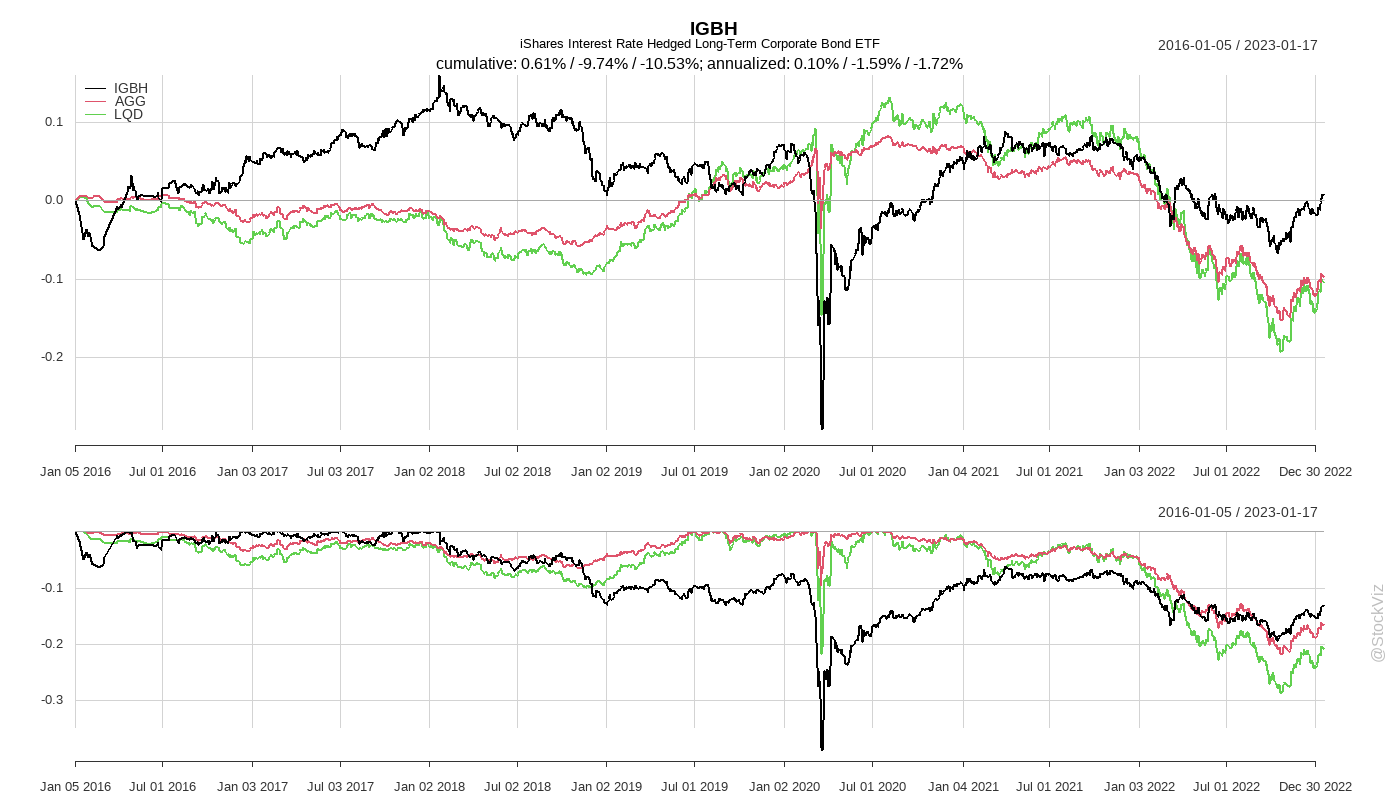 IGBH
iShares Interest Rate Hedged Long-Term Corporate Bond ETF
2016-01-05 / 2023-01-17
cumulative: 0.61% / -9.74% / -10.53%; annualized: 0.10% / -1.59% / -1.72%
IGBH
AGG
LQD
0.1
0.0
-0.1
-0.2
Jan 05 2016 Jul 01 2016 Jan 03 2017 Jul 03 2017 Jan 02 2018 Jul 02 2018 Jan 02 2019 Jul 01 2019 Jan 02 2020 Jul 01 2020 Jan 04 2021 Jul 01 2021 Jan 03 2022 Jul 01 2022 Dec 30 2022
2016-01-05 / 2023-01-17
-0.1
-0.2
-0.3
Jan 05 2016 Jul 01 2016 Jan 03 2017 Jul 03 2017 Jan 02 2018 Jul 02 2018 Jan 02 2019 Jul 01 2019 Jan 02 2020 Jul 01 2020 Jan 04 2021 Jul 01 2021 Jan 03 2022 Jul 01 2022 Dec 30 2022
@StockViz